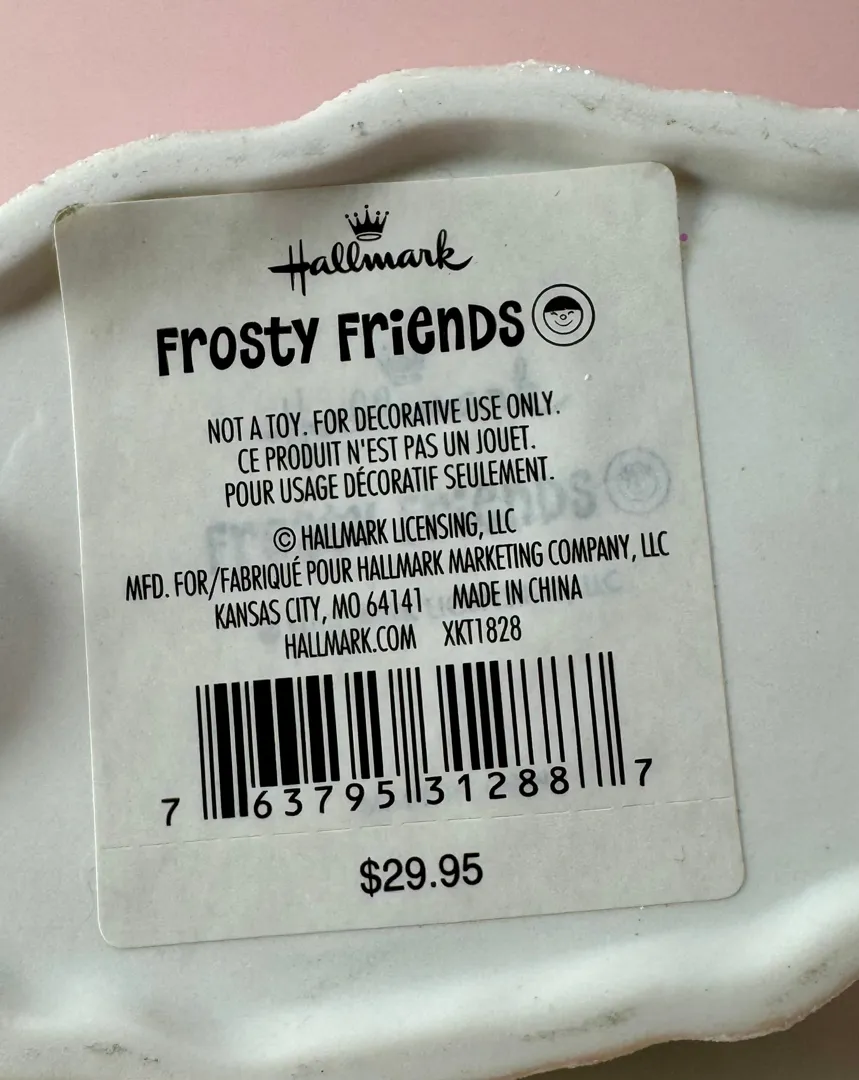 Hallmark
Frosty Friends
NOT A TOY. FOR DECORATIVE USE ONLY.
CE PRODUIT N'EST PAS UN JOUET.
POUR USAGE DÉCORATIF SEULEMENT.
© HALLMARK LICENSING, LLC
MFD. FOR/FABRIQUÉ POUR HALLMARK MARKETING COMPANY, LLC
KANSAS CITY, MO 64141 MADE IN CHINA
HALLMARK.COM XKT1828
7 63795 31288 7
$29.95